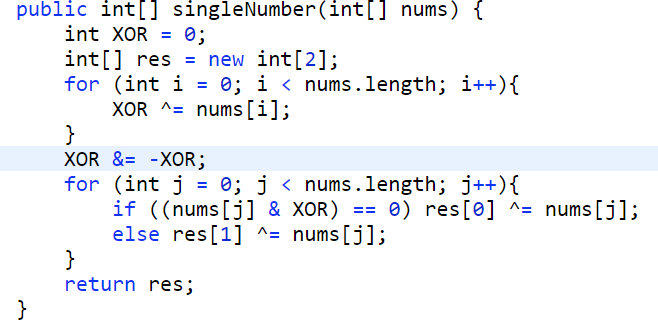 public int[] singleNumber(int[] nums) {
    int XOR = 0;
    int[] res = new int[2];
    for (int i = 0; i < nums.length; i++){
        XOR ^= nums[i];
    }
    XOR &= -XOR;
    for (int j = 0; j < nums.length; j++){
        if ((nums[j] & XOR) == 0) res[0] ^= nums[j];
        else res[1] ^= nums[j];
    }
    return res;
}